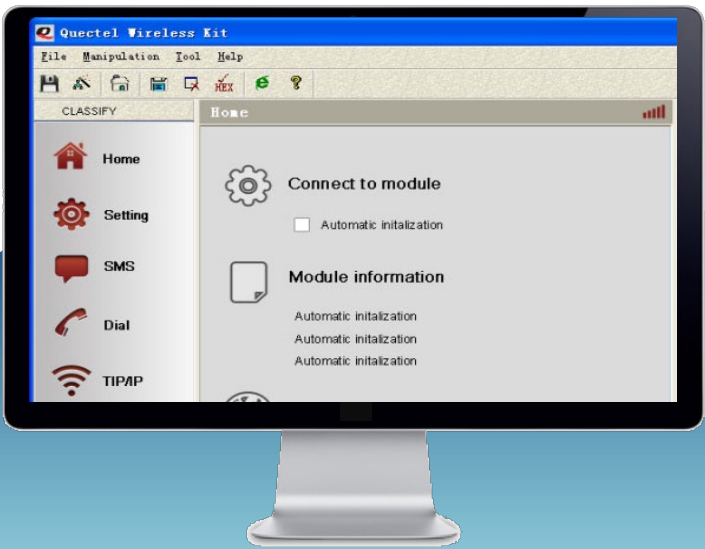 Quectel Wireless Kit
File Manipulation Tool Help
HEX
CLASSIFY
Home
Home
Connect to module
Setting
Automatic initalization
SMS
Module information
Automatic initalization
Dial
Automatic initalization
Automatic initalization
TIP/IP